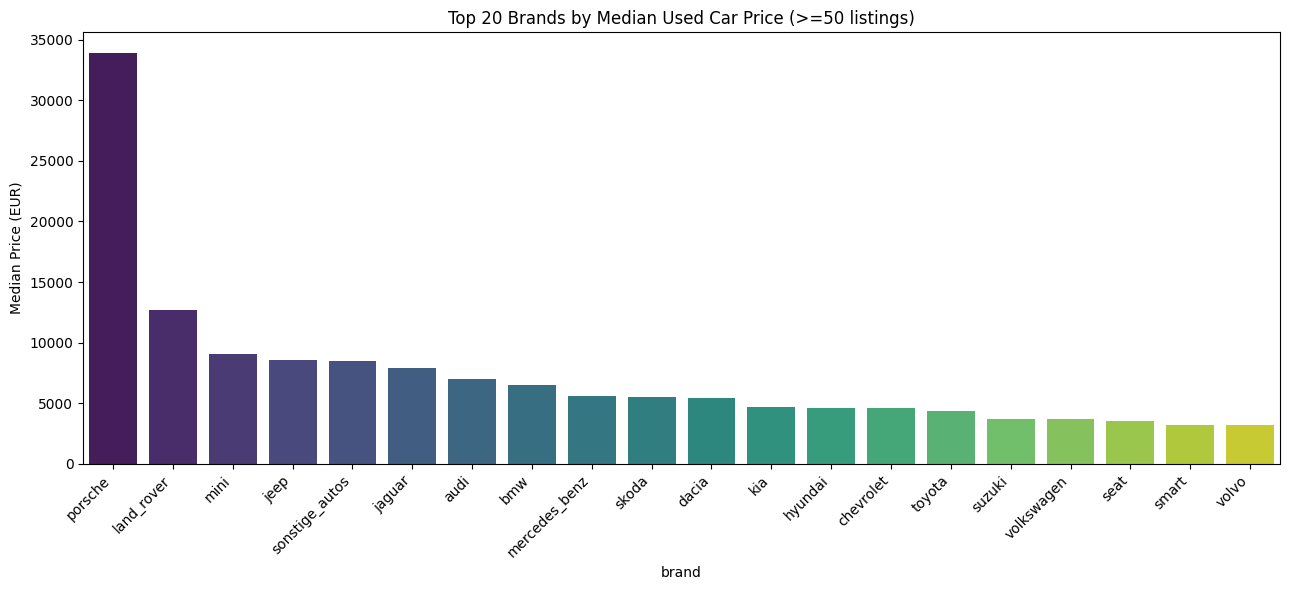 Top 20 Brands by Median Used Car Price (>=50 listings)
Median Price (EUR)
35000
30000
25000
20000
15000
10000
5000
0
porsche
land_rover
mini
jeep
sonstige_autos
jaguar
audi
bmw
mercedes_benz
skoda
dacia
kia
hyundai
chevrolet
toyota
suzuki
volkswagen
seat
smart
volvo
brand